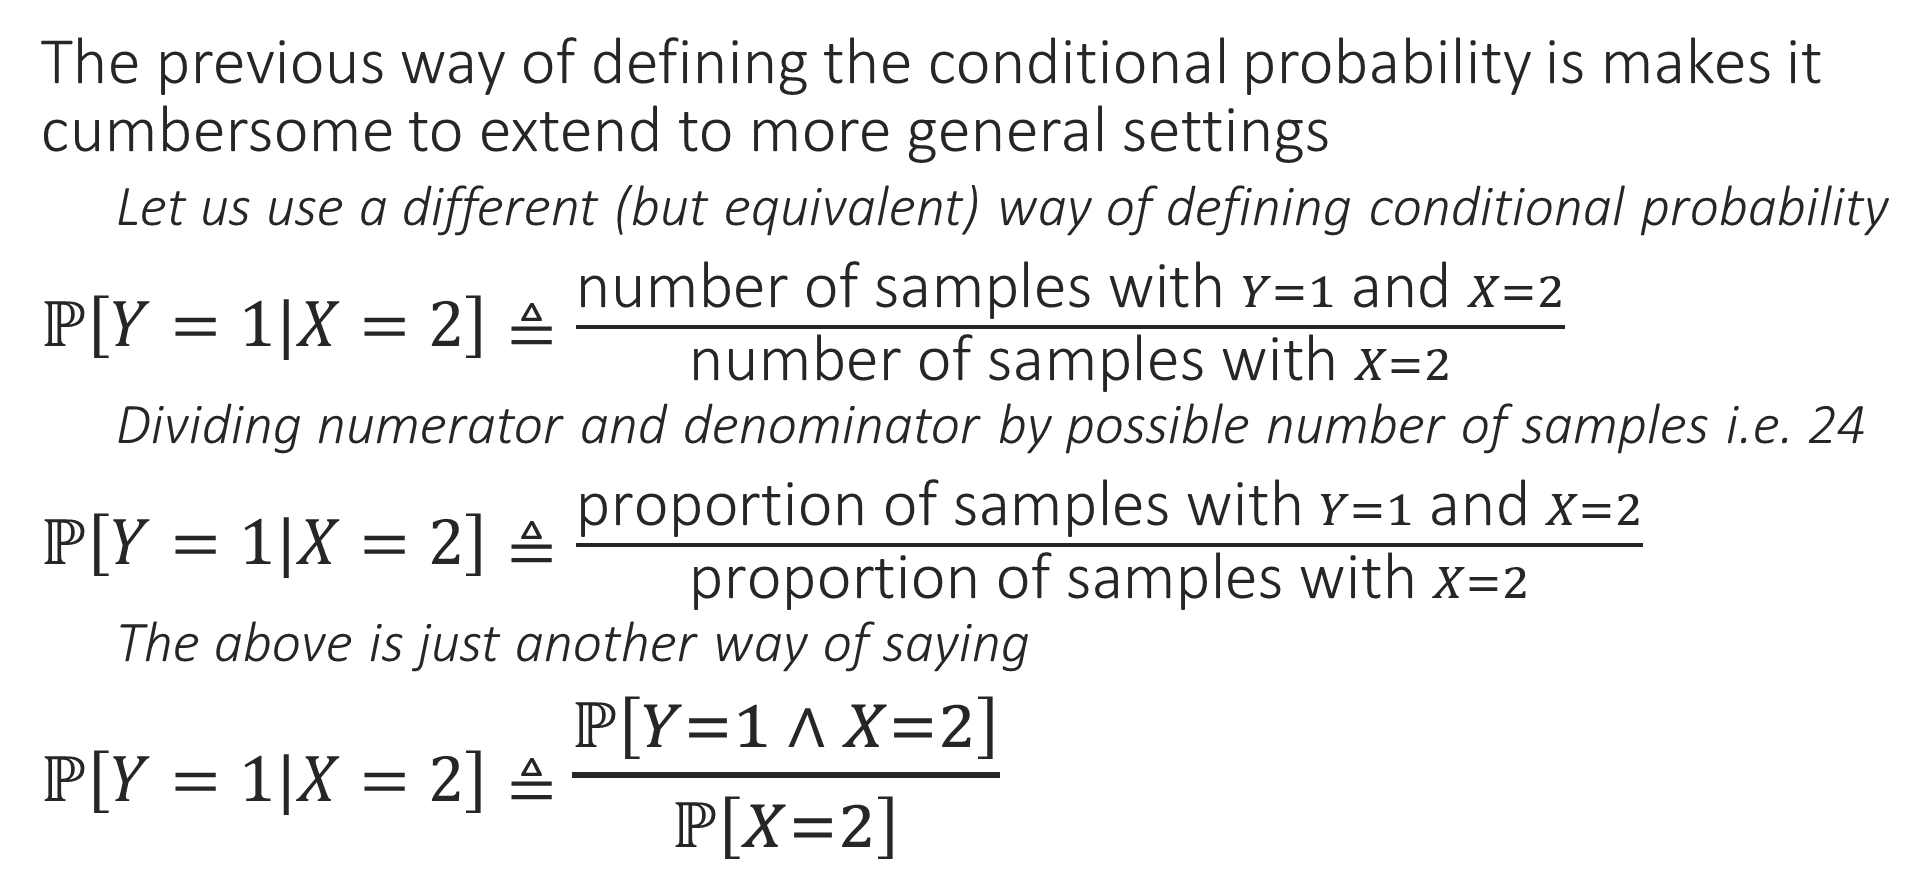 The previous way of defining the conditional probability is makes it
cumbersome to extend to more general settings
Let us use a different (but equivalent) way of defining conditional probability
ℙ[Y = 1|X = 2] ≜ number of samples with Y=1 and X=2
number of samples with X=2
Dividing numerator and denominator by possible number of samples i.e. 24
ℙ[Y = 1|X = 2] ≜ proportion of samples with Y=1 and X=2
proportion of samples with X=2
The above is just another way of saying
ℙ[Y = 1|X = 2] ≜ ℙ[Y=1 ∧ X=2]
ℙ[X=2]